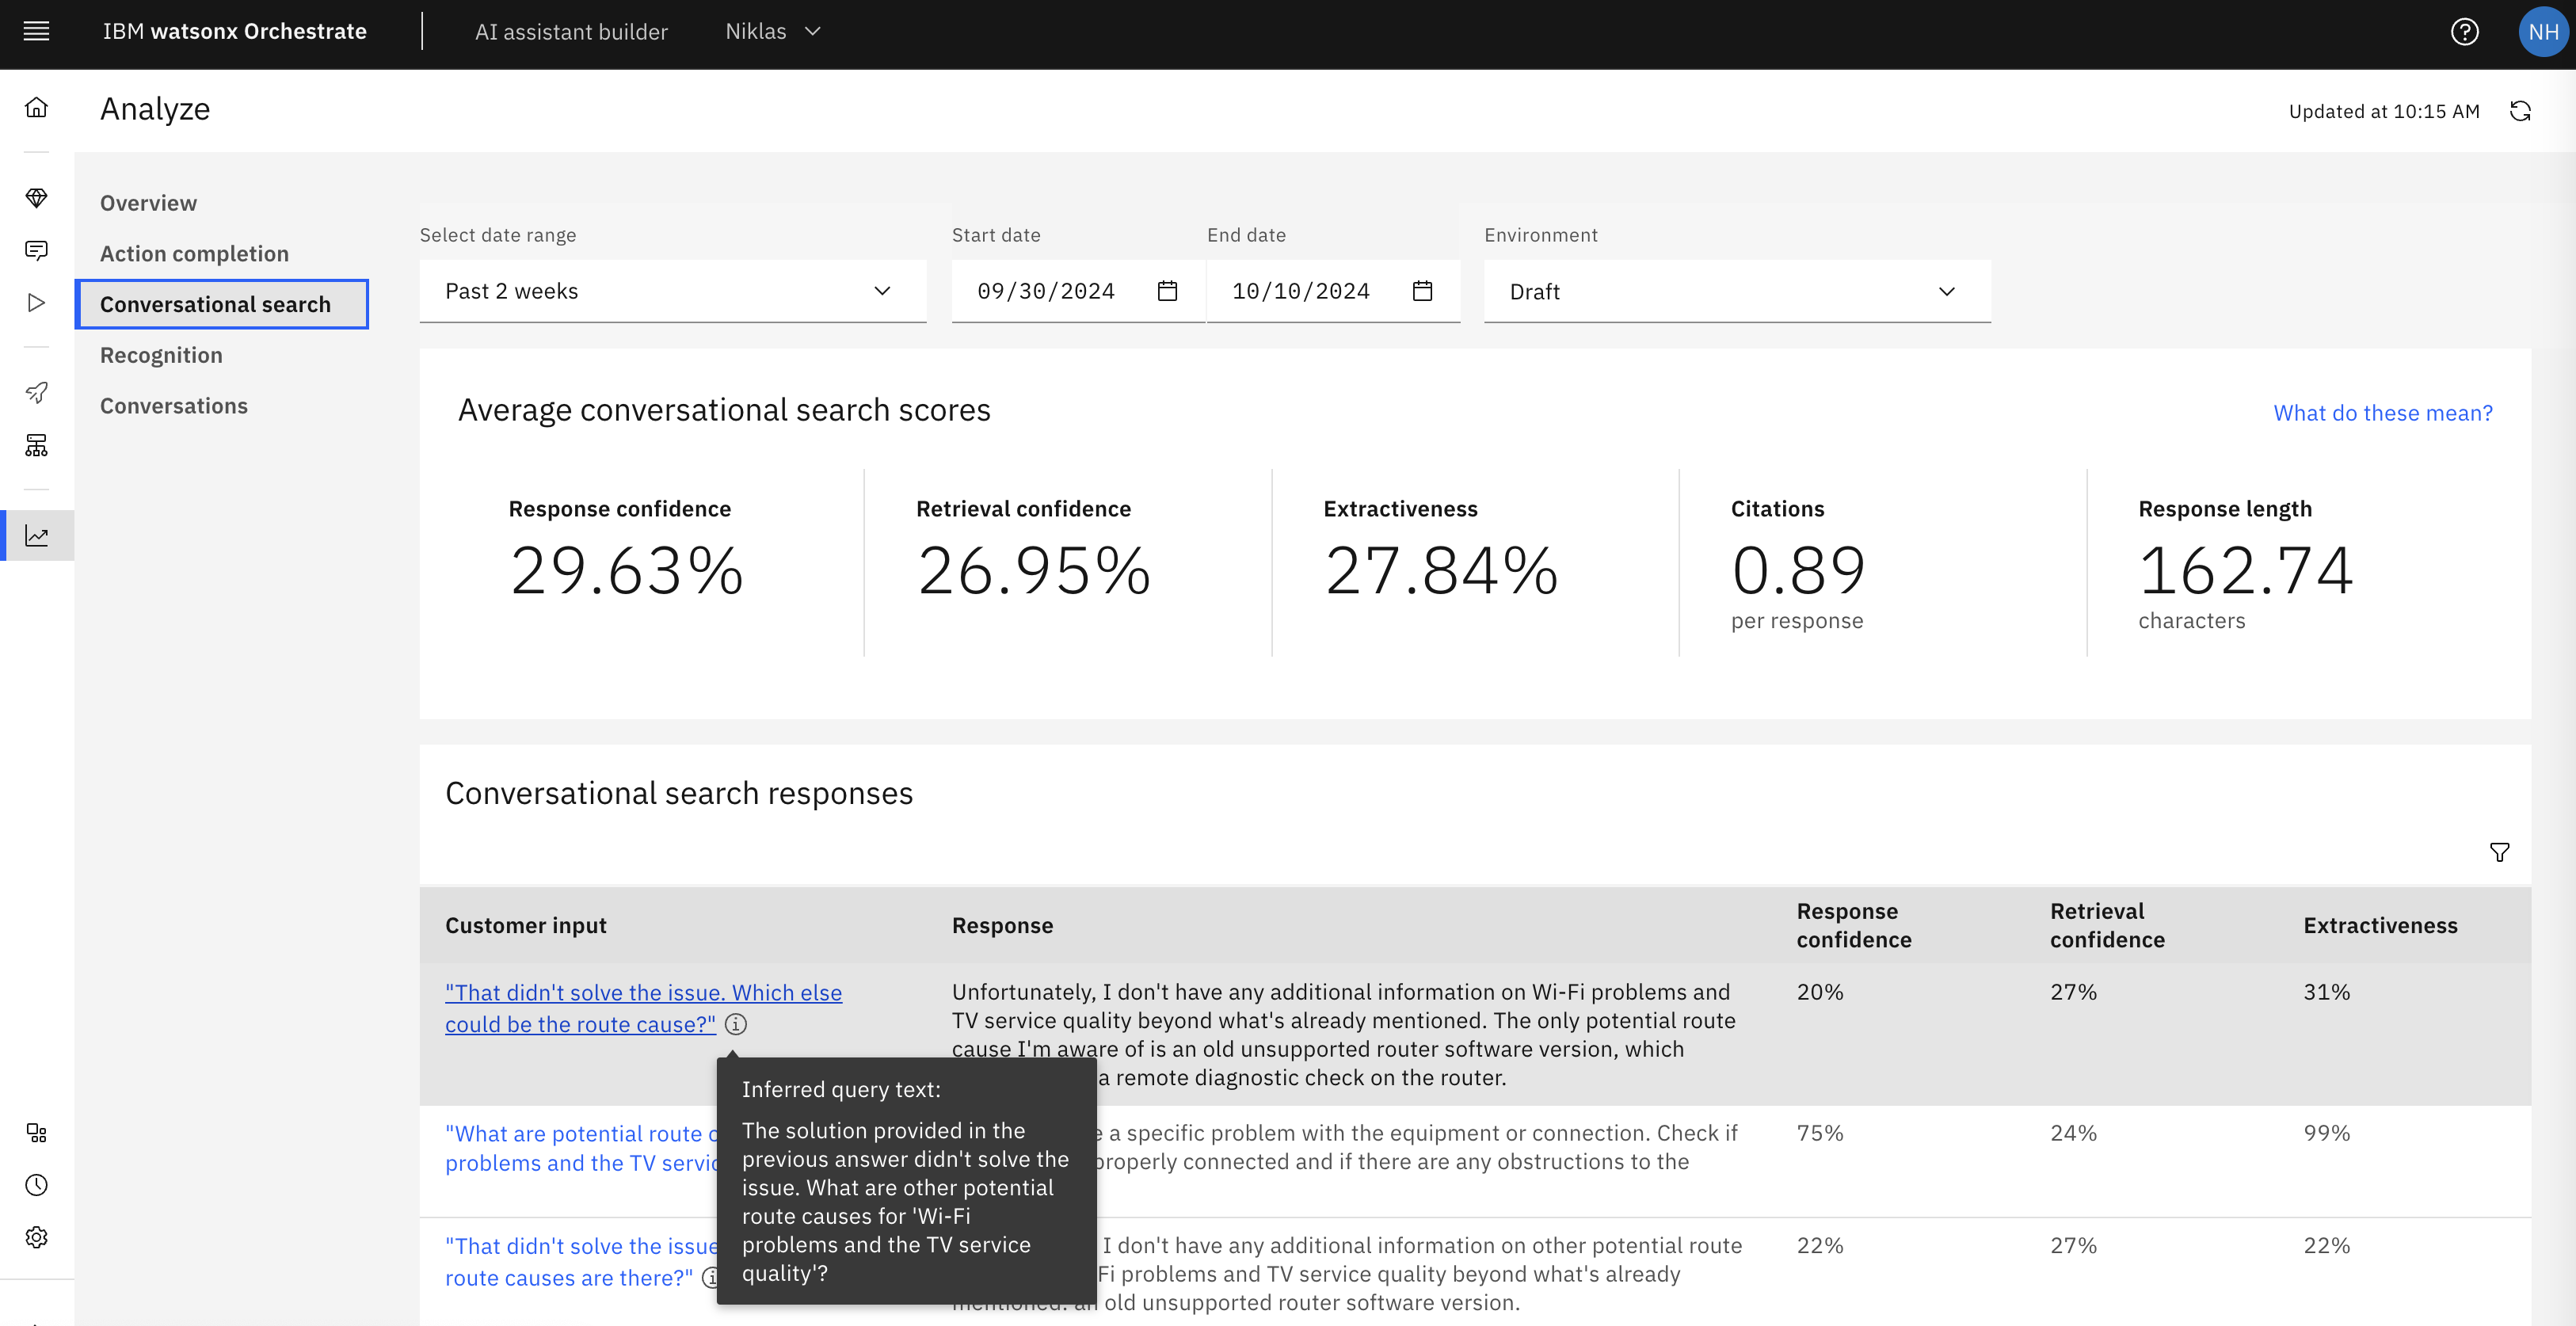 IBM watsonx Orchestrate
AI assistant builder
Niklas
NH
Analyze
Updated at 10:15 AM
Overview
Action completion
Conversational search
Recognition
Conversations
Select date range
Past 2 weeks
Start date
09/30/2024
End date
10/10/2024
Environment
Draft
Average conversational search scores
What do these mean?
Response confidence
29.63%
Retrieval confidence
26.95%
Extractiveness
27.84%
Citations
0.89
per response
Response length
162.74
characters
Conversational search responses
Customer input
Response
Response
confidence
Retrieval
confidence
Extractiveness
"That didn't solve the issue. Which else
could be the route cause?"
Unfortunately, I don't have any additional information on Wi-Fi problems and
TV service quality beyond what's already mentioned. The only potential route
cause I'm aware of is an old unsupported router software version, which
a remote diagnostic check on the router.
20%
27%
31%
Inferred query text:
The solution provided in the
previous answer didn't solve the
issue. What are other potential
route causes for 'Wi-Fi
problems and the TV service
quality'?
"What are potential route
problems and the TV
a specific problem with the equipment or connection. Check if
properly connected and if there are any obstructions to the
75%
24%
99%
"That didn't solve the issue
route causes are there?"
I don't have any additional information on other potential route
Fi problems and TV service quality beyond what's already
mentioned: an old unsupported router software version.
22%
27%
22%